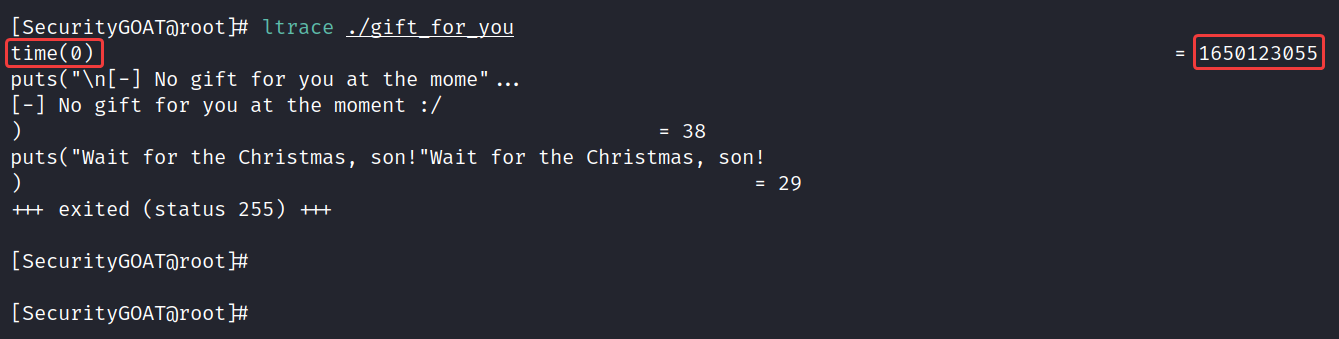 [SecurityGOAT@root]# ltrace ./gift_for_you
time(0) = 1650123055
puts("\n[-] No gift for you at the mome"...
[-] No gift for you at the moment :/
) = 38
puts("Wait for the Christmas, son!"Wait for the Christmas, son!
) = 29
+++ exited (status 255) +++
[SecurityGOAT@root]#
[SecurityGOAT@root]#